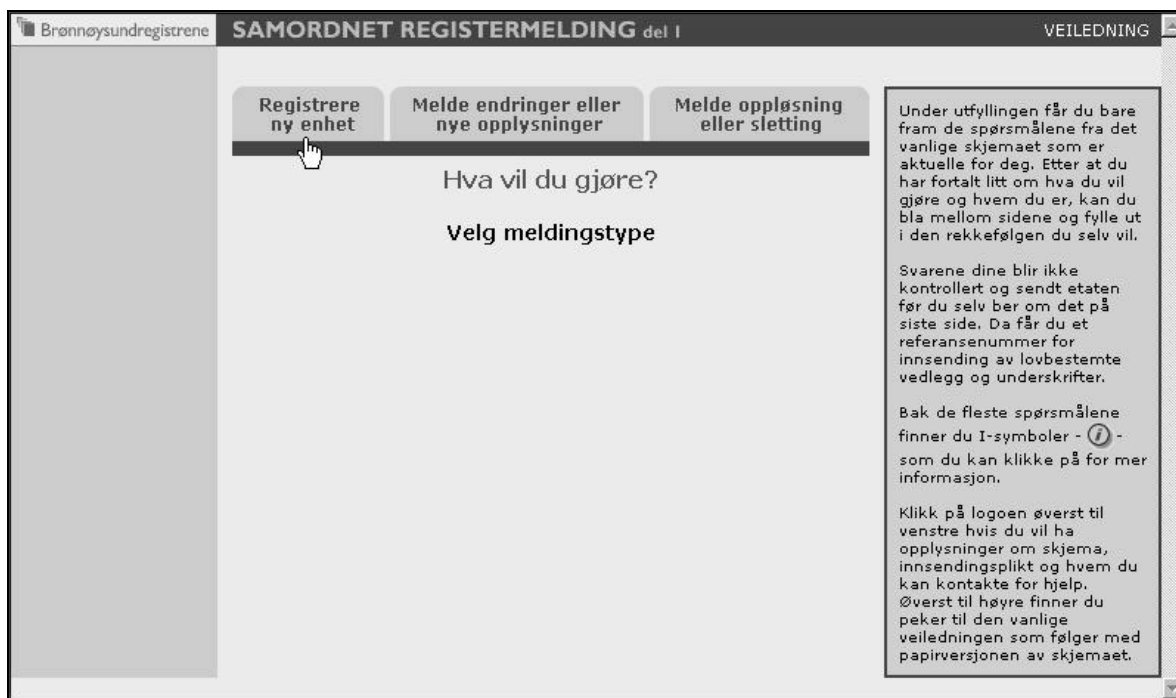 Brønnøysundregistrene
SAMORDNET REGISTERMELDING del 1
VEILEDNING
Registrere
ny enhet
Melde endringer eller
nye opplysninger
Melde oppløsning
eller sletting
Hva vil du gjøre?
Velg meldingstype
Under utfyllingen får du bare
fram de spørsmålene fra det
vanlige skjemaet som er
aktuelle for deg. Etter at du
har fortalt litt om hva du vil
gjøre og hvem du er, kan du
bla mellom sidene og fylle ut
i den rekkefølgen du selv vil.
Svarene dine blir ikke
kontrollert og sendt etaten
før du selv ber om det på
siste side. Da får du et
referansenummer for
innsending av lovbestemte
vedlegg og underskrifter.
Bak de fleste spørsmålene
finner du I-symboler - i -
som du kan klikke på for mer
informasjon.
Klikk på logoen øverst til
venstre hvis du vil ha
opplysninger om skjema,
innsendingsplikt og hvem du
kan kontakte for hjelp.
Øverst til høyre finner du
peker til den vanlige
veiledningen som følger med
papirversjonen av skjemaet.